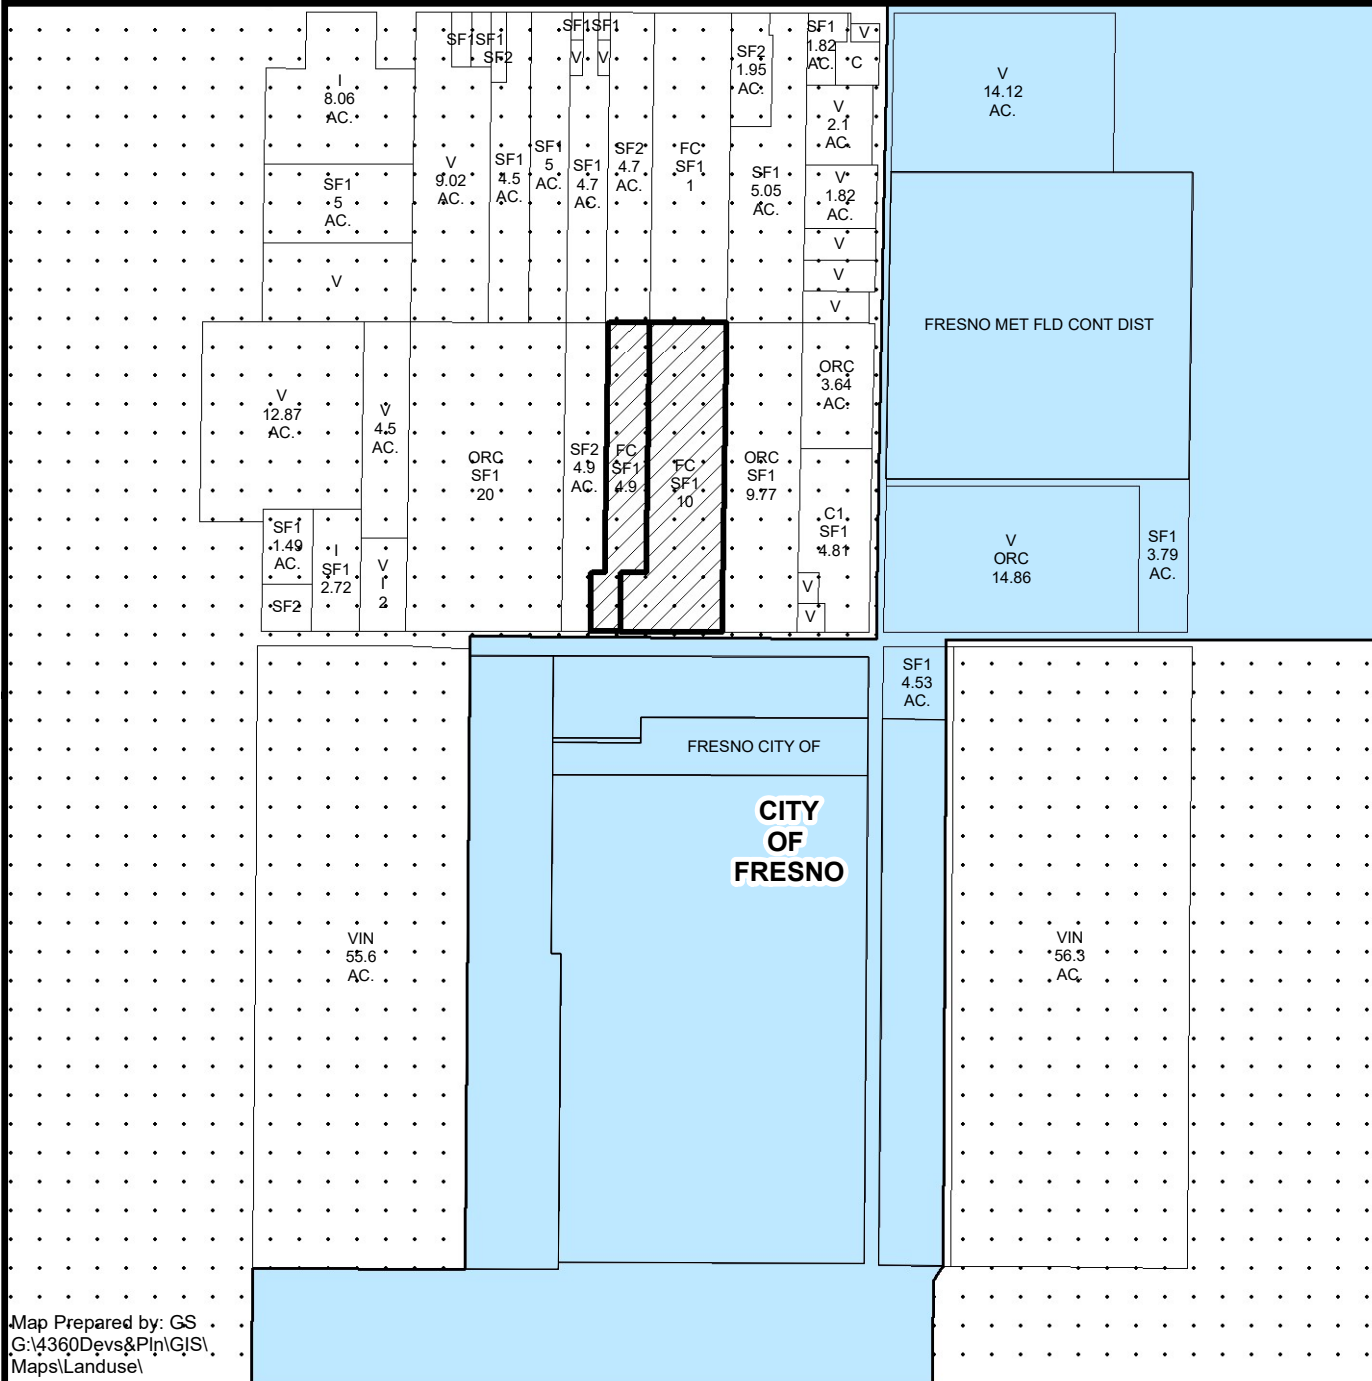 I
8.06
AC.
SF1
5
AC.
V
SF1
SF1
SF2
V
9.02
AC.
SF1
4.5
AC.
SF1
5
AC.
SF1
V
SF1
V
SF1
4.7
AC.
SF2
4.7
AC.
FC
SF1
1
SF2
1.95
AC.
SF1
5.05
AC.
SF1
1.82
AC.
V
C
V
2.1
AC.
V
1.82
AC.
V
V
V
V
14.12
AC.
FRESNO MET FLD CONT DIST
V
12.87
AC.
V
4.5
AC.
ORC
SF1
20
SF2
4.9
AC.
FC
SF1
4.9
FC
SF1
10
ORC
SF1
9.77
ORC
3.64
AC.
C1
SF1
4.81
V
V
SF1
1.49
AC.
SF2
I
SF1
2.72
V
I
2
V
ORC
14.86
SF1
3.79
AC.
SF1
4.53
AC.
FRESNO CITY OF
CITY
OF
FRESNO
VIN
55.6
AC.
VIN
56.3
AC.
Map Prepared by: GS
G:\4360Devs&Pln\GIS\
Maps\Landuse\